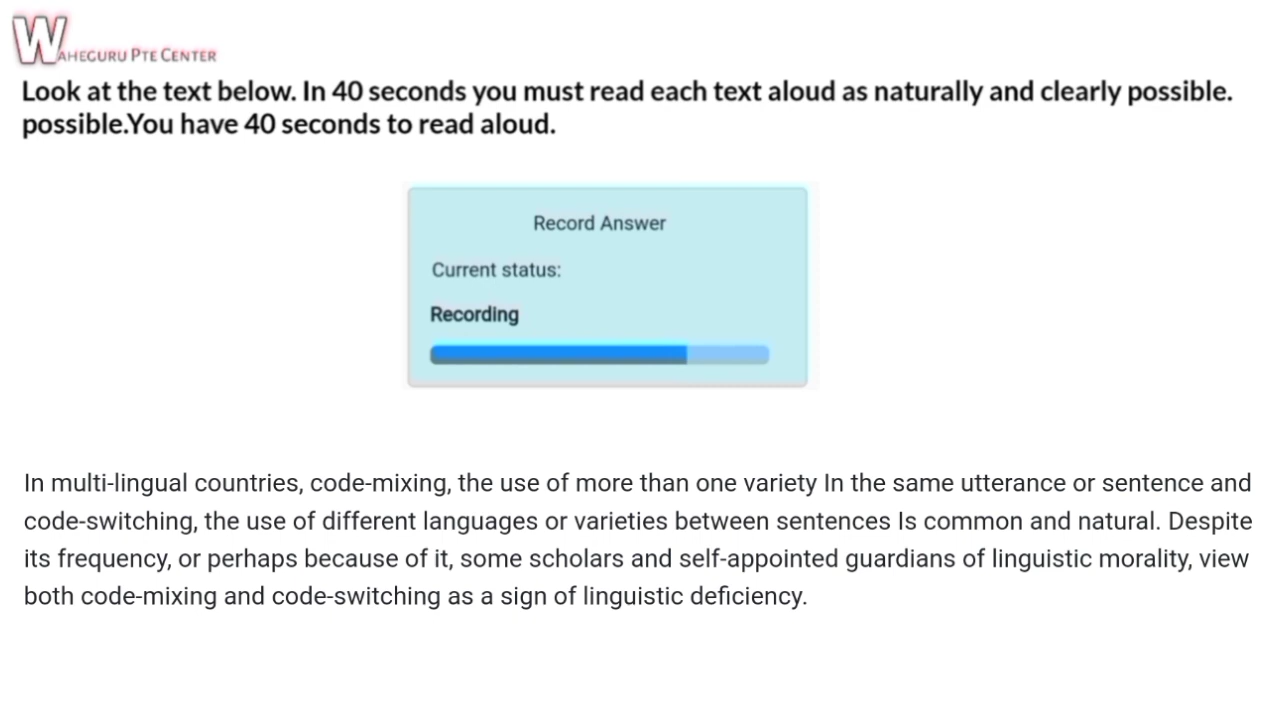 WAHEGURU PTE CENTER
Look at the text below. In 40 seconds you must read each text aloud as naturally and clearly possible.
possible.You have 40 seconds to read aloud.
Record Answer
Current status:
Recording
In multi-lingual countries, code-mixing, the use of more than one variety In the same utterance or sentence and
code-switching, the use of different languages or varieties between sentences Is common and natural. Despite
its frequency, or perhaps because of it, some scholars and self-appointed guardians of linguistic morality, view
both code-mixing and code-switching as a sign of linguistic deficiency.